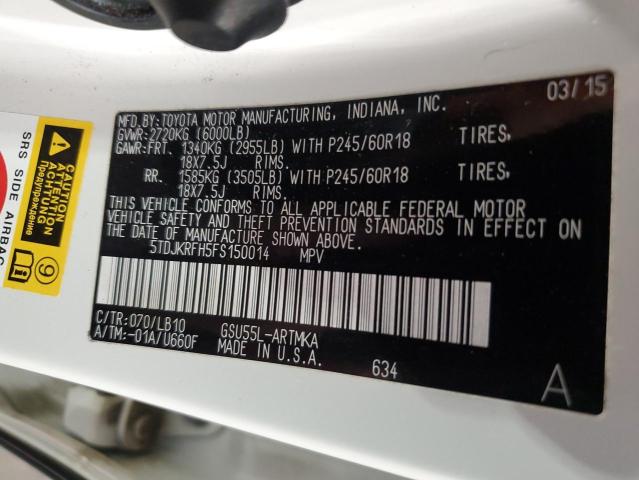 03/15
MFD. BY: TOYOTA MOTOR MANUFACTURING, INDIANA, INC.
GVWR: 2720KG (6000LB)
GAWR: FRT. 1340KG (2955LB) WITH P245/60R18 TIRES,
18X7.5J RIMS.
RR. 1585KG (3505LB) WITH P245/60R18 TIRES,
18X7.5J RIMS.
THIS VEHICLE CONFORMS TO ALL APPLICABLE FEDERAL MOTOR
VEHICLE SAFETY AND THEFT PREVENTION STANDARDS IN EFFECT ON
THE DATE OF MANUFACTURE SHOWN ABOVE.
5TDJKRFH5FS150014 MPV
C/TR: 070/LB10 GSU55L-ARTMKA
A/TM: -01A/U660F MADE IN U.S.A. 634
A
SRS SIDE AIRBAG
CAUTION
ATTENTION
ACHTUNG
Предупреждение
9